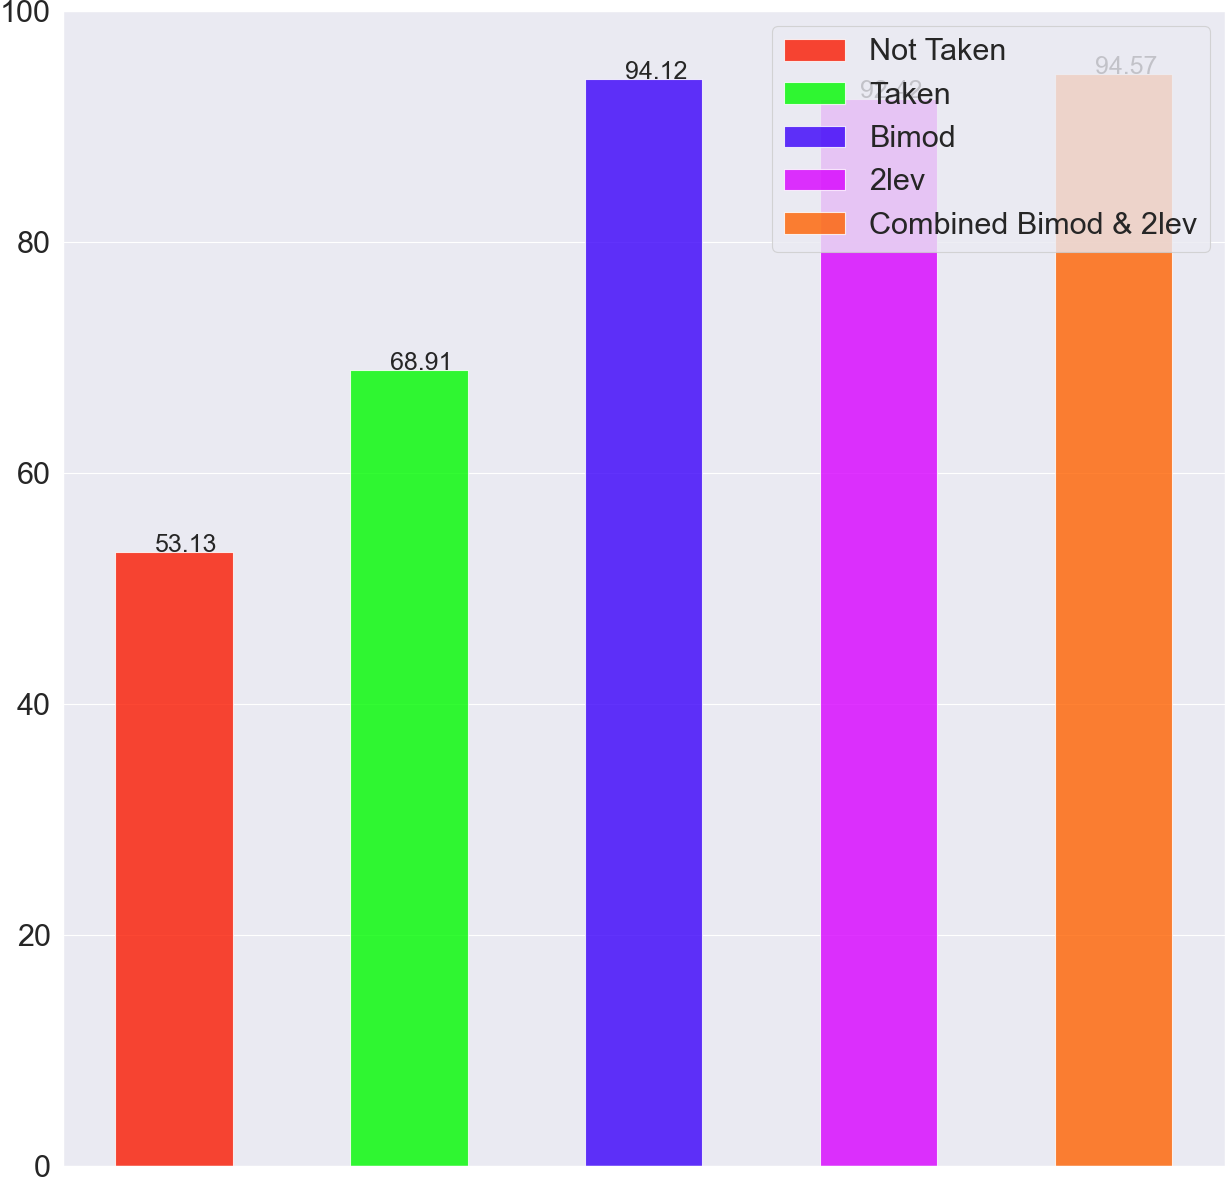 100
80
60
40
20
0
53.13
68.91
94.12
94.57
Not Taken
Taken
Bimod
2lev
Combined Bimod & 2lev